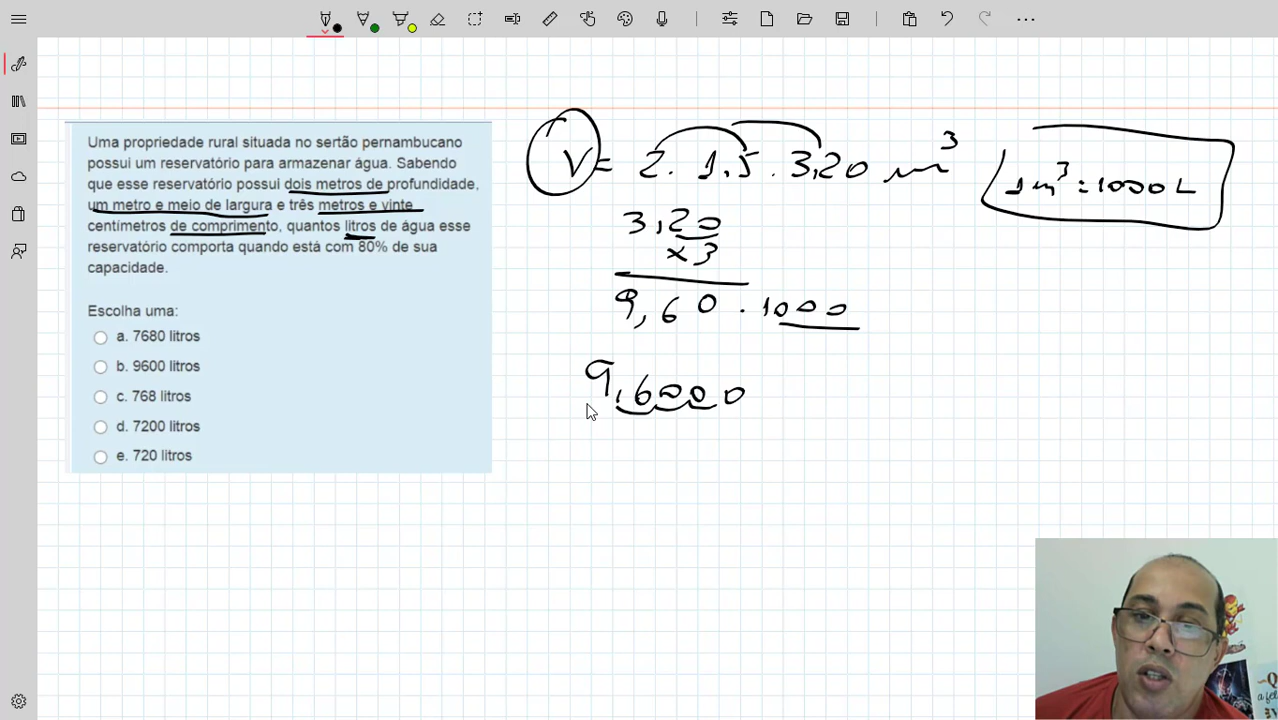 Uma propriedade rural situada no sertão pernambucano
possui um reservatório para armazenar água. Sabendo
que esse reservatório possui dois metros de profundidade,
um metro e meio de largura e três metros e vinte
centímetros de comprimento, quantos litros de água esse
reservatório comporta quando está com 80% de sua
capacidade.
Escolha uma:
a. 7680 litros
b. 9600 litros
c. 768 litros
d. 7200 litros
e. 720 litros
V = 2. 1,5 . 3,20 m³
1m³ = 1000 L
3,20
x3
9,60 . 1000
9,6000